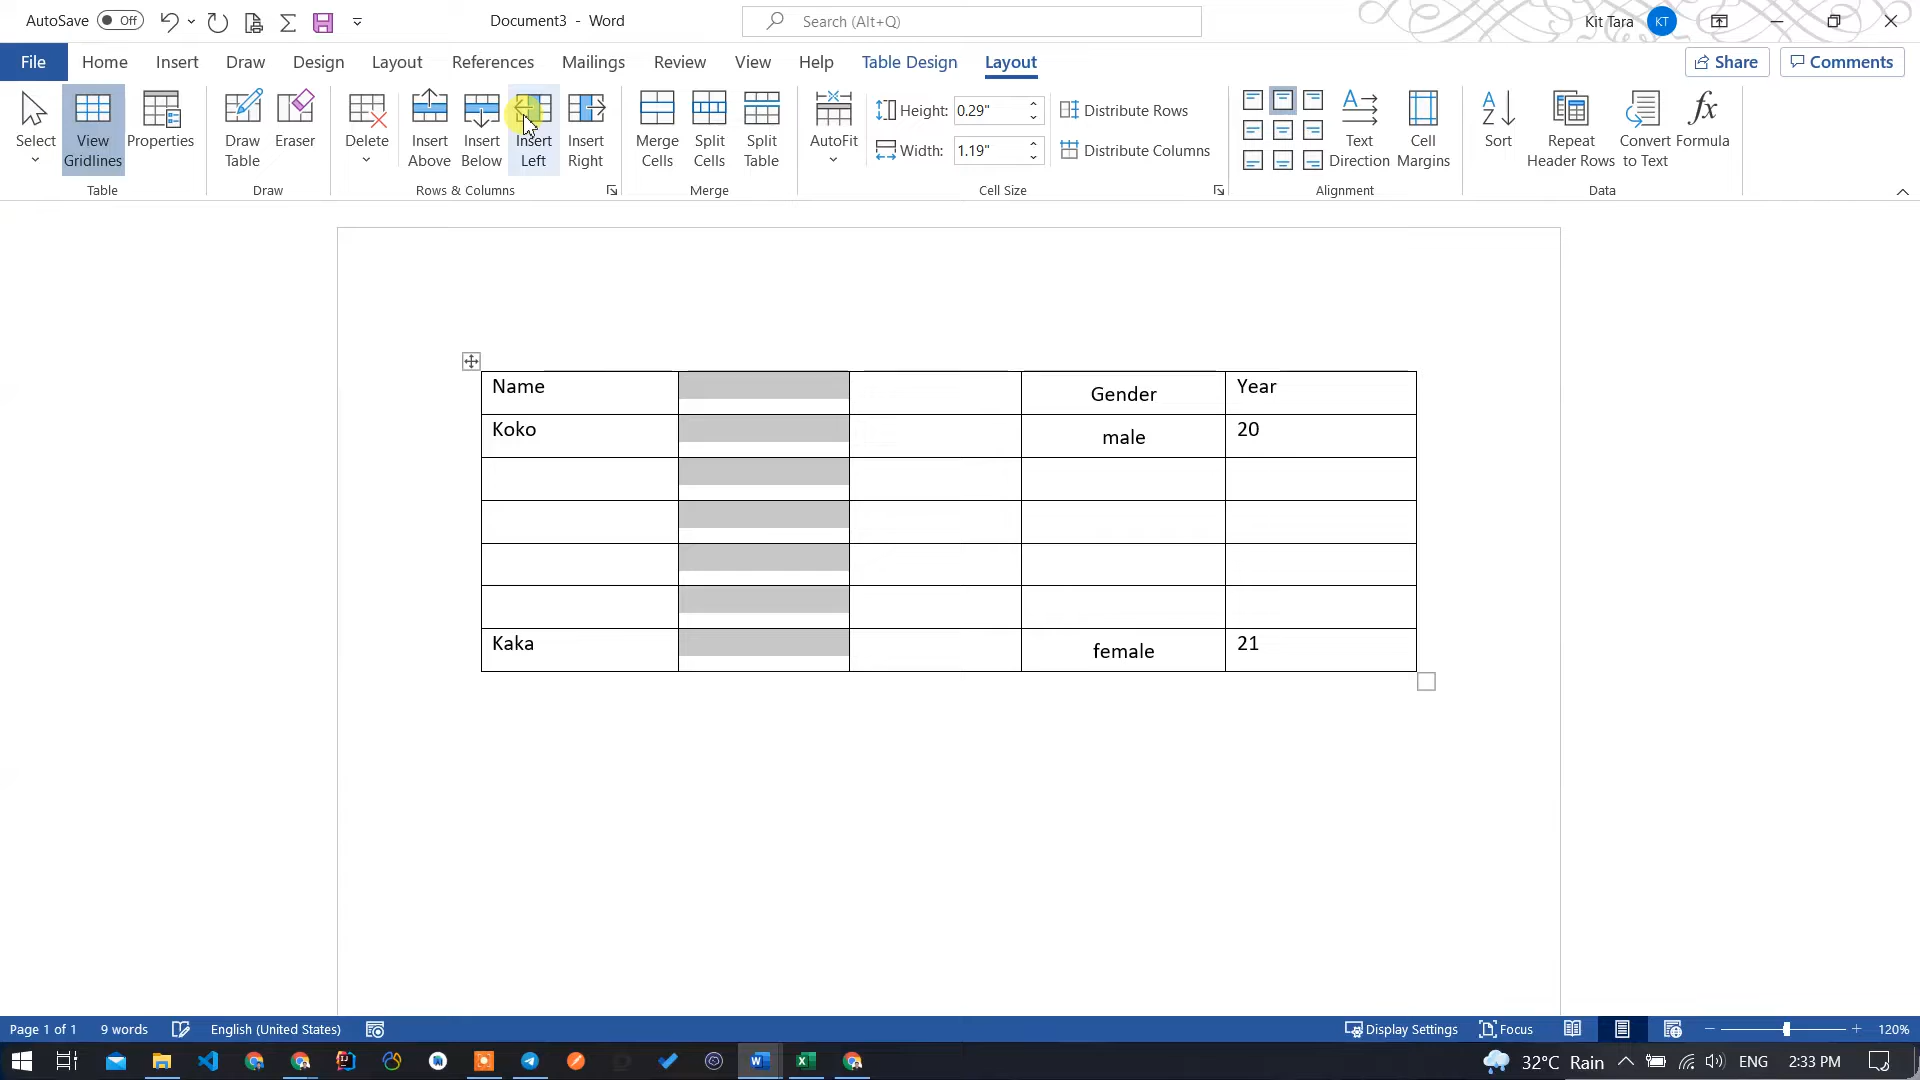 AutoSave Off Document3 - Word Search (Alt+Q) Kit Tara KT
File Home Insert Draw Design Layout References Mailings Review View Help Table Design Layout Share Comments
Select View Gridlines Properties Draw Table Eraser Delete Insert Above Insert Below Insert Left Insert Right Merge Cells Split Cells Split Table AutoFit Height: 0.29" Distribute Rows Text Direction Cell Margins Sort Repeat Header Rows Convert to Text Formula
Width: 1.19" Distribute Columns
Table Draw Rows & Columns Merge Cell Size Alignment Data
Name Gender Year
Koko male 20
Kaka female 21
Page 1 of 1 9 words English (United States) Display Settings Focus 120%
32°C Rain ENG 2:33 PM